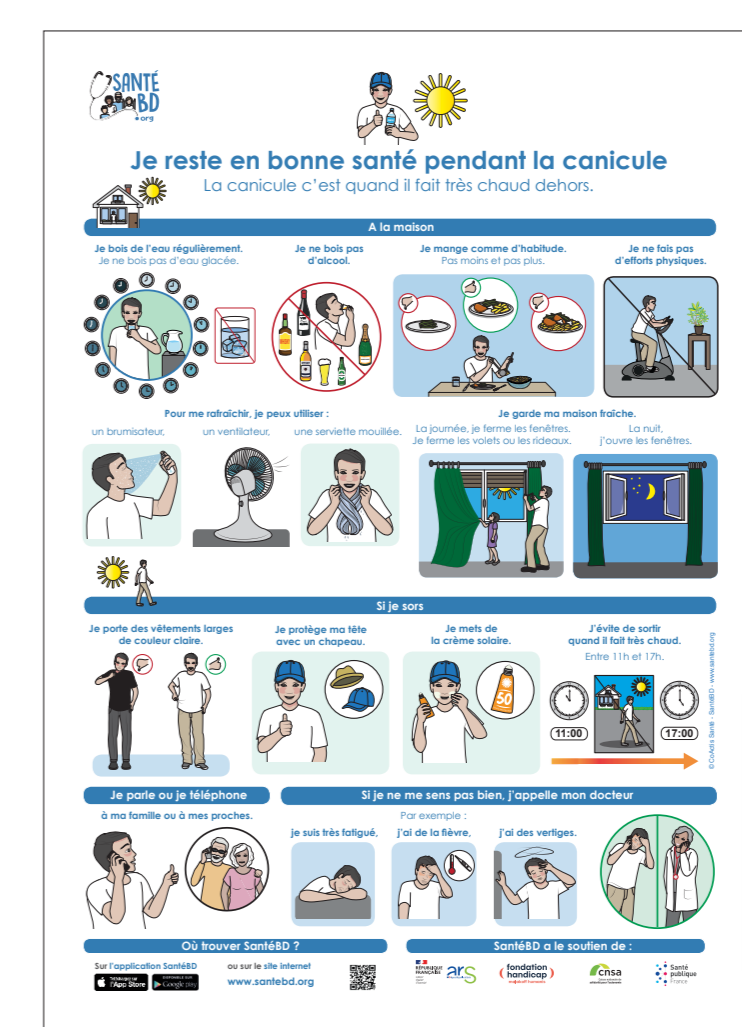 SANTÉ
BD
.org
Je reste en bonne santé pendant la canicule
La canicule c'est quand il fait très chaud dehors.
A la maison
Je bois de l'eau régulièrement.
Je ne bois pas d'eau glacée.
Je ne bois pas
d'alcool.
Je mange comme d'habitude.
Pas moins et pas plus.
Je ne fais pas
d'efforts physiques.
Pour me rafraîchir, je peux utiliser :
un brumisateur,
un ventilateur,
une serviette mouillée.
Je garde ma maison fraîche.
La journée, je ferme les fenêtres.
Je ferme les volets ou les rideaux.
La nuit,
j'ouvre les fenêtres.
Si je sors
Je porte des vêtements larges
de couleur claire.
Je protège ma tête
avec un chapeau.
Je mets de
la crème solaire.
50
J'évite de sortir
quand il fait très chaud.
Entre 11h et 17h.
11:00
17:00
© CoActis Santé - SantéBD - www.santebd.org
Je parle ou je téléphone
à ma famille ou à mes proches.
Si je ne me sens pas bien, j'appelle mon docteur
Par exemple :
je suis très fatigué,
j'ai de la fièvre,
j'ai des vertiges.
Où trouver SantéBD ?
Sur l'application SantéBD
App Store
Google play
ou sur le site internet
www.santebd.org
SantéBD a le soutien de :
RÉPUBLIQUE
FRANÇAISE
ars
fondation
handicap
malakoff humanis
cnsa
Santé
publique
France